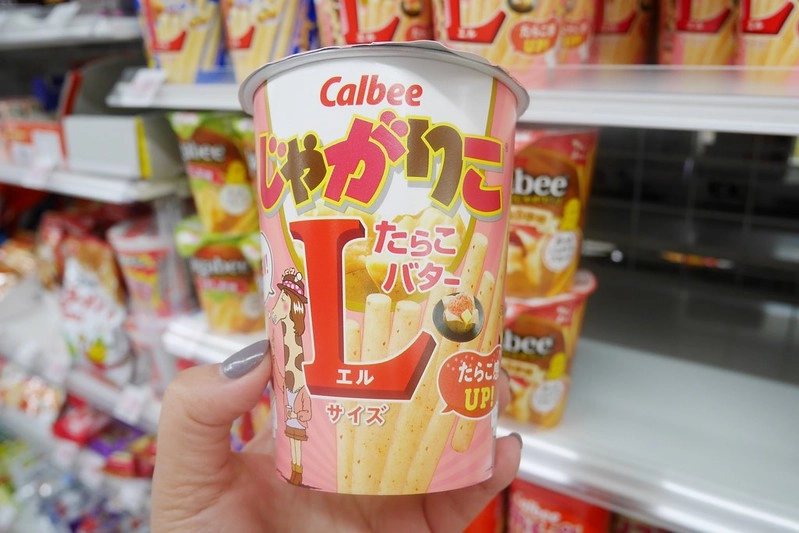 Calbee
じゃがりこ
たらこ
バター
L
エル
サイズ
たらこ感
UP!